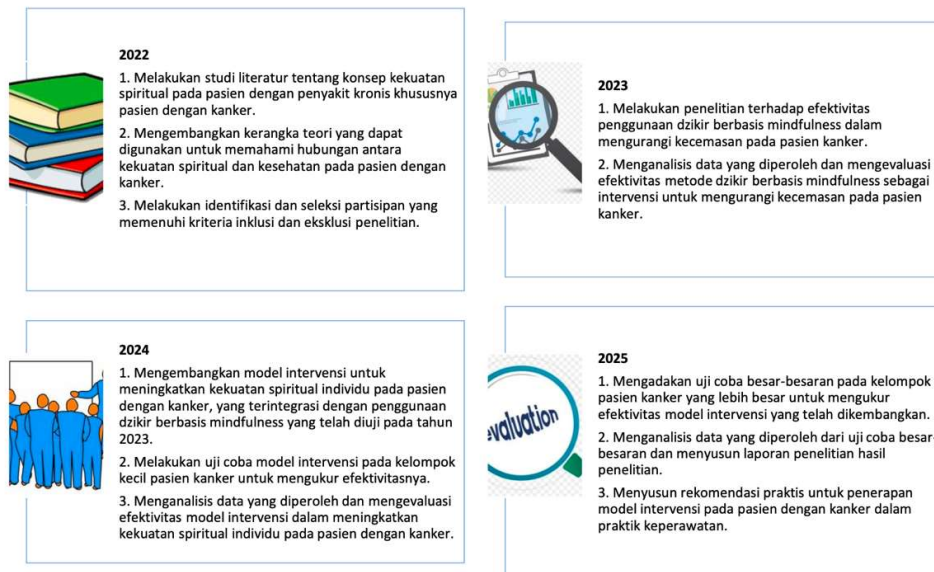 2022
1. Melakukan studi literatur tentang konsep kekuatan
spiritual pada pasien dengan penyakit kronis khususnya
pasien dengan kanker.
2. Mengembangkan kerangka teori yang dapat
digunakan untuk memahami hubungan antara
kekuatan spiritual dan kesehatan pada pasien dengan
kanker.
3. Melakukan identifikasi dan seleksi partisipan yang
memenuhi kriteria inklusi dan eksklusi penelitian.
2023
1. Melakukan penelitian terhadap efektivitas
penggunaan dzikir berbasis mindfulness dalam
mengurangi kecemasan pada pasien kanker.
2. Menganalisis data yang diperoleh dan mengevaluasi
efektivitas metode dzikir berbasis mindfulness sebagai
intervensi untuk mengurangi kecemasan pada pasien
kanker.
2024
1. Mengembangkan model intervensi untuk
meningkatkan kekuatan spiritual individu pada pasien
dengan kanker, yang terintegrasi dengan penggunaan
dzikir berbasis mindfulness yang telah diuji pada tahun
2023.
2. Melakukan uji coba model intervensi pada kelompok
kecil pasien kanker untuk mengukur efektivitasnya.
3. Menganalisis data yang diperoleh dan mengevaluasi
efektivitas model intervensi dalam meningkatkan
kekuatan spiritual individu pada pasien dengan kanker.
evaluation
2025
1. Mengadakan uji coba besar-besaran pada kelompok
pasien kanker yang lebih besar untuk mengukur
efektivitas model intervensi yang telah dikembangkan.
2. Menganalisis data yang diperoleh dari uji coba besar-
besaran dan menyusun laporan penelitian hasil
penelitian.
3. Menyusun rekomendasi praktis untuk penerapan
model intervensi pada pasien dengan kanker dalam
praktik keperawatan.